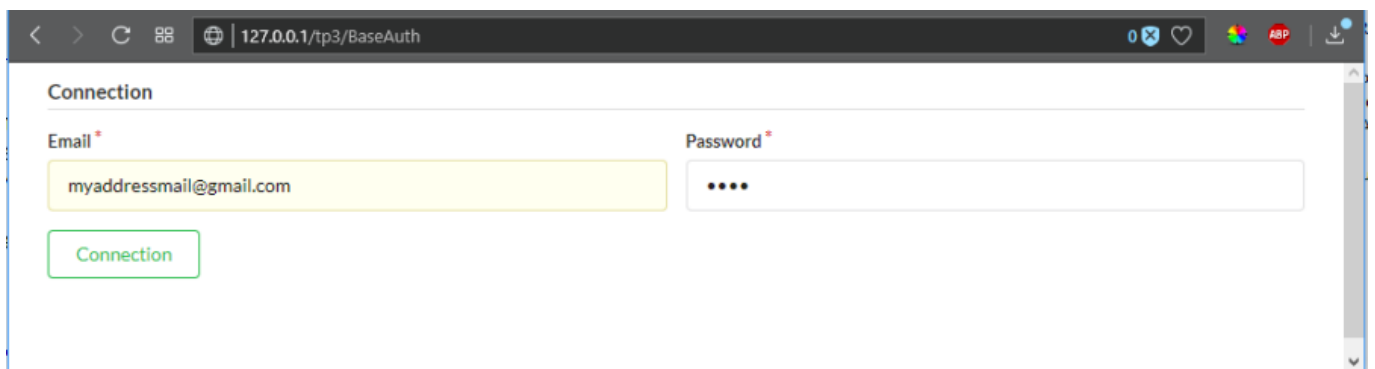 127.0.0.1/tp3/BaseAuth
0
ABP
Connection
Email *
Password *
myaddressmail@gmail.com
••••
Connection